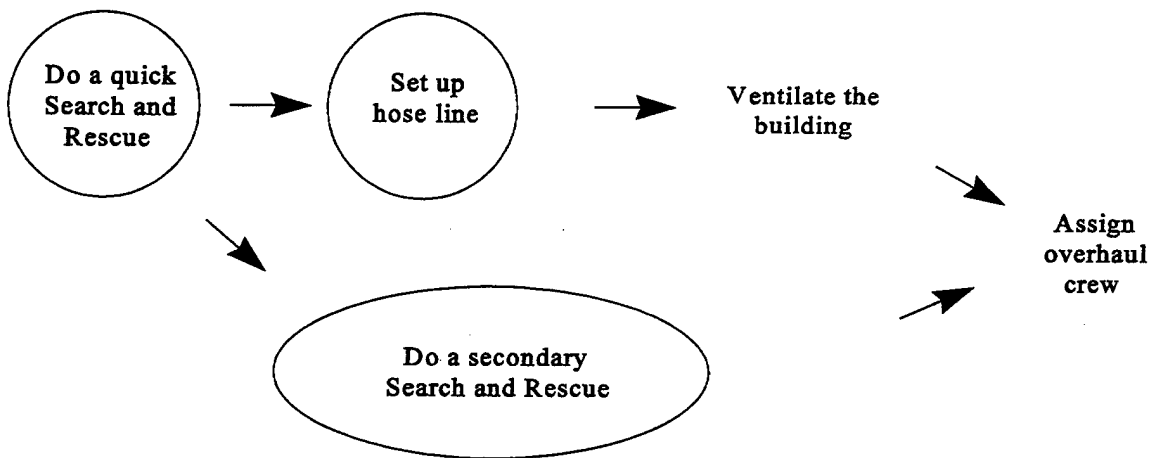 Do a quick
Search and
Rescue
Set up
hose line
Ventilate the
building
Assign
overhaul
crew
Do a secondary
Search and Rescue